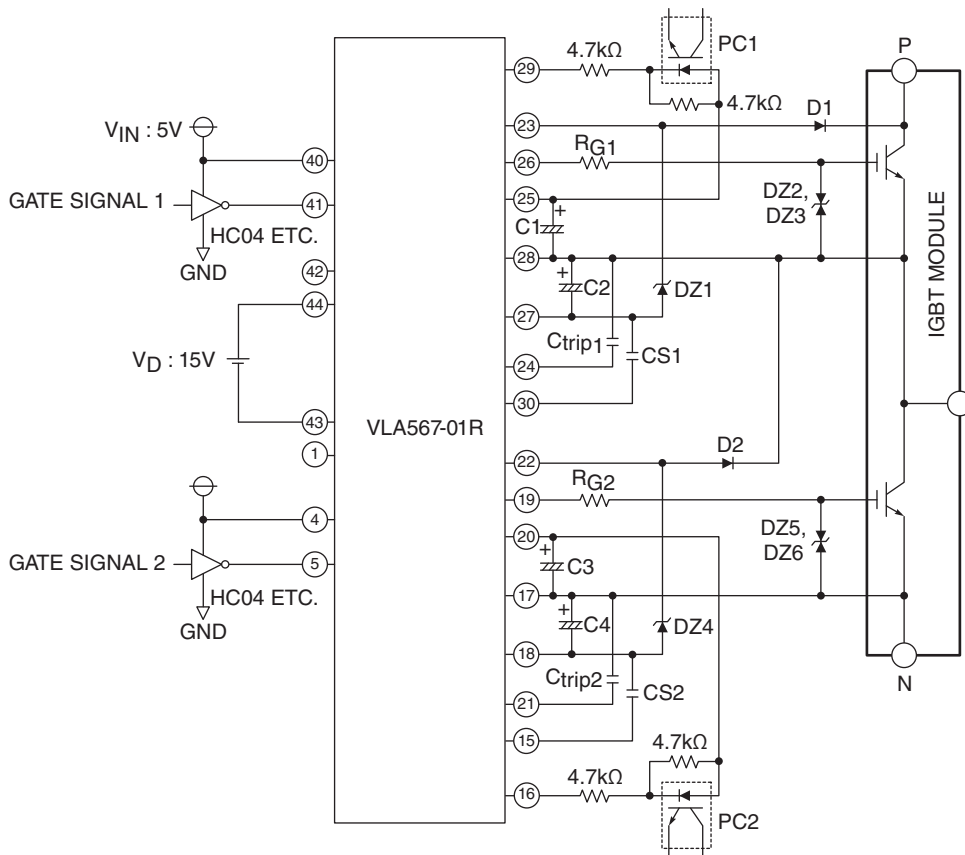 PC1
4.7kΩ
29
P
4.7kΩ
D1
VIN : 5V
23
RG1
40
26
DZ2,
DZ3
GATE SIGNAL 1
41
25
C1
+
HC04 ETC.
GND
28
42
+
C2
DZ1
44
27
IGBT MODULE
Ctrip1
CS1
VD : 15V
24
30
43
VLA567-01R
1
22
D2
RG2
19
4
20
DZ5,
DZ6
+
C3
GATE SIGNAL 2
5
HC04 ETC.
17
GND
+
C4
DZ4
18
N
Ctrip2
CS2
21
15
4.7kΩ
4.7kΩ
16
PC2